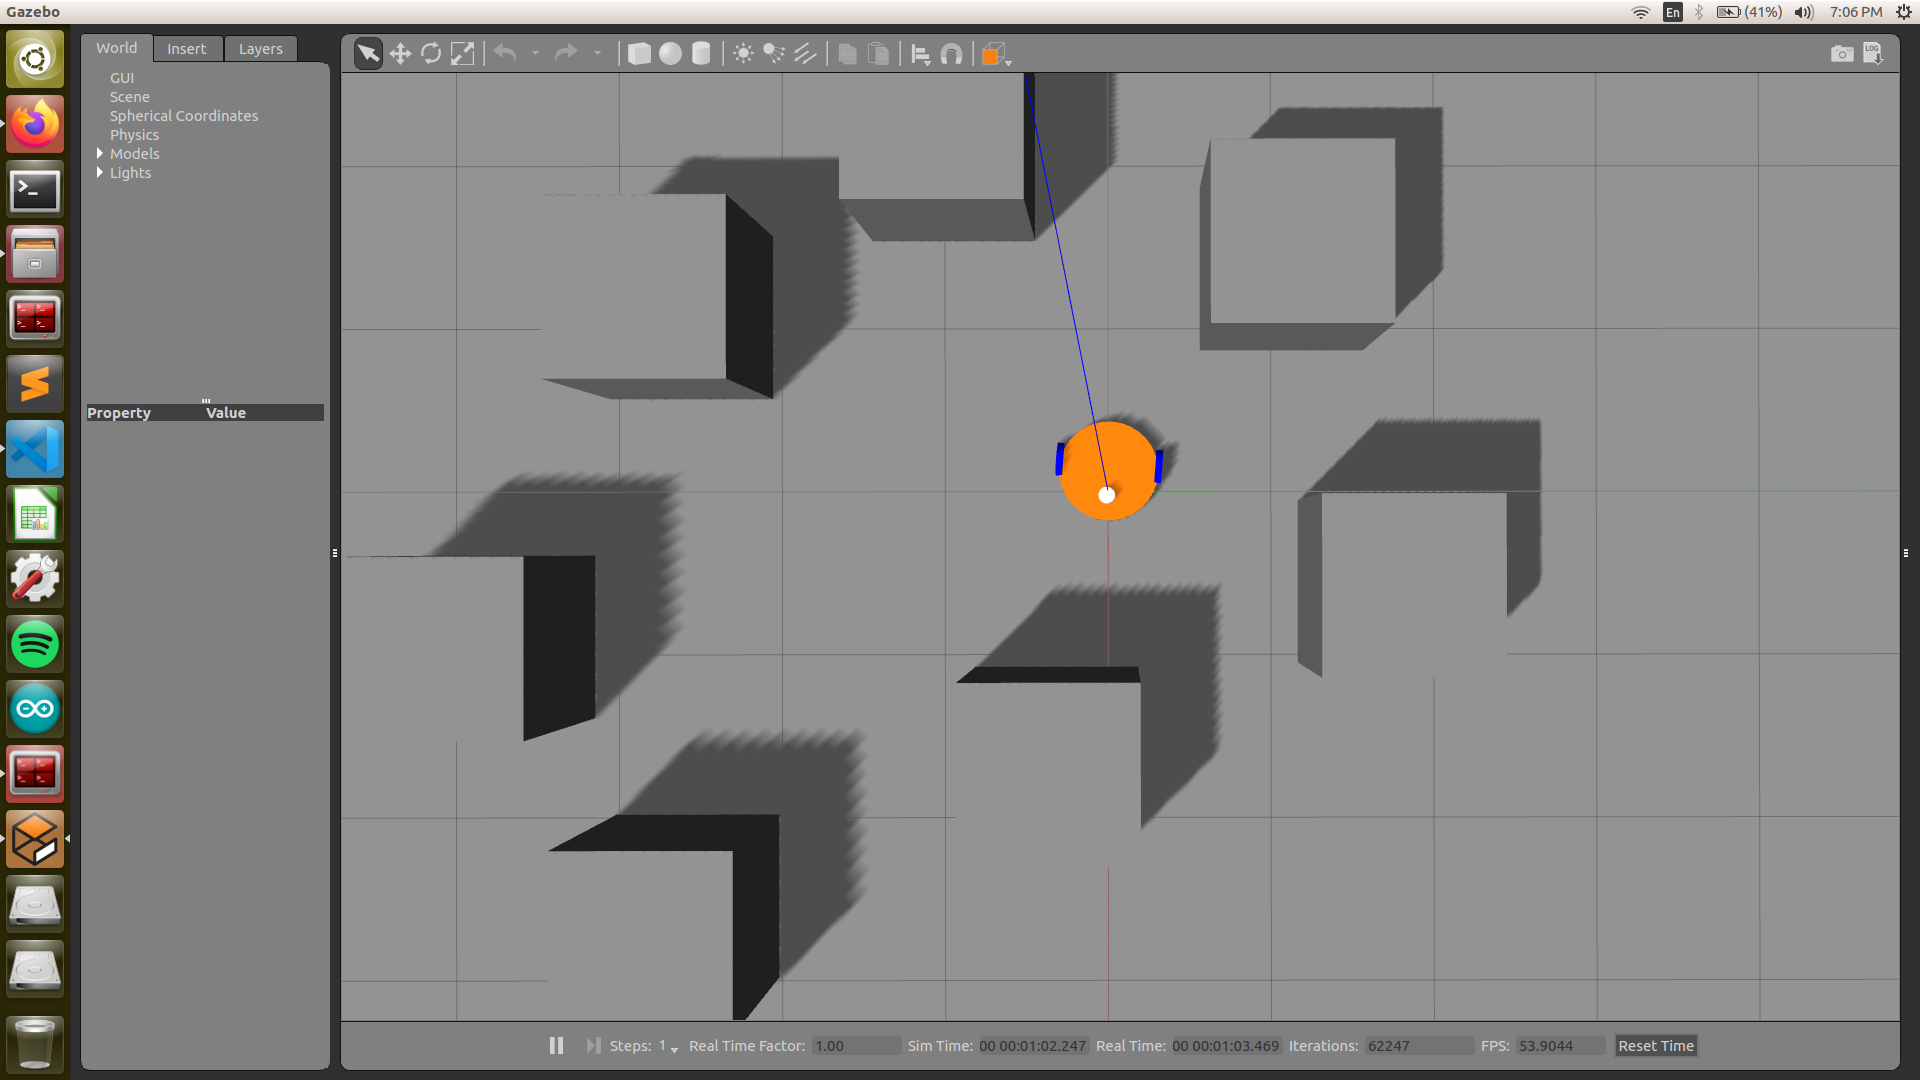 Gazebo
En
(41%)
7:06 PM
World
Insert
Layers
LOG
GUI
Scene
Spherical Coordinates
Physics
Models
Lights
Property Value
Steps: 1 Real Time Factor: 1.00 Sim Time: 00 00:01:02.247 Real Time: 00 00:01:03.469 Iterations: 62247 FPS: 53.9044 Reset Time